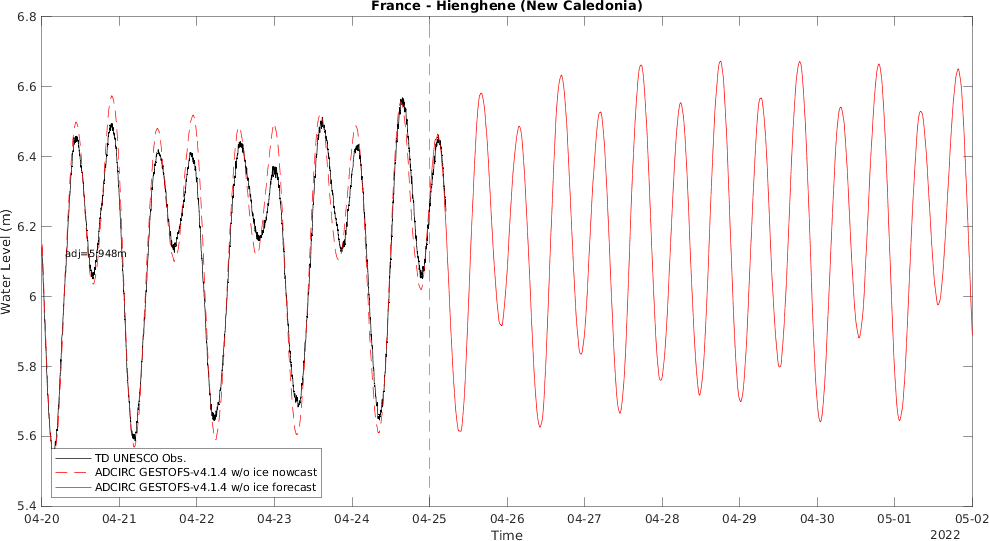 France - Hienghene (New Caledonia)
6.8
6.6
6.4
6.2
6
5.8
5.6
5.4
Water Level (m)
adj=5.948m
TD UNESCO Obs.
ADCIRC GESTOFS-v4.1.4 w/o ice nowcast
ADCIRC GESTOFS-v4.1.4 w/o ice forecast
04-20 04-21 04-22 04-23 04-24 04-25 04-26 04-27 04-28 04-29 04-30 05-01 05-02
Time
2022